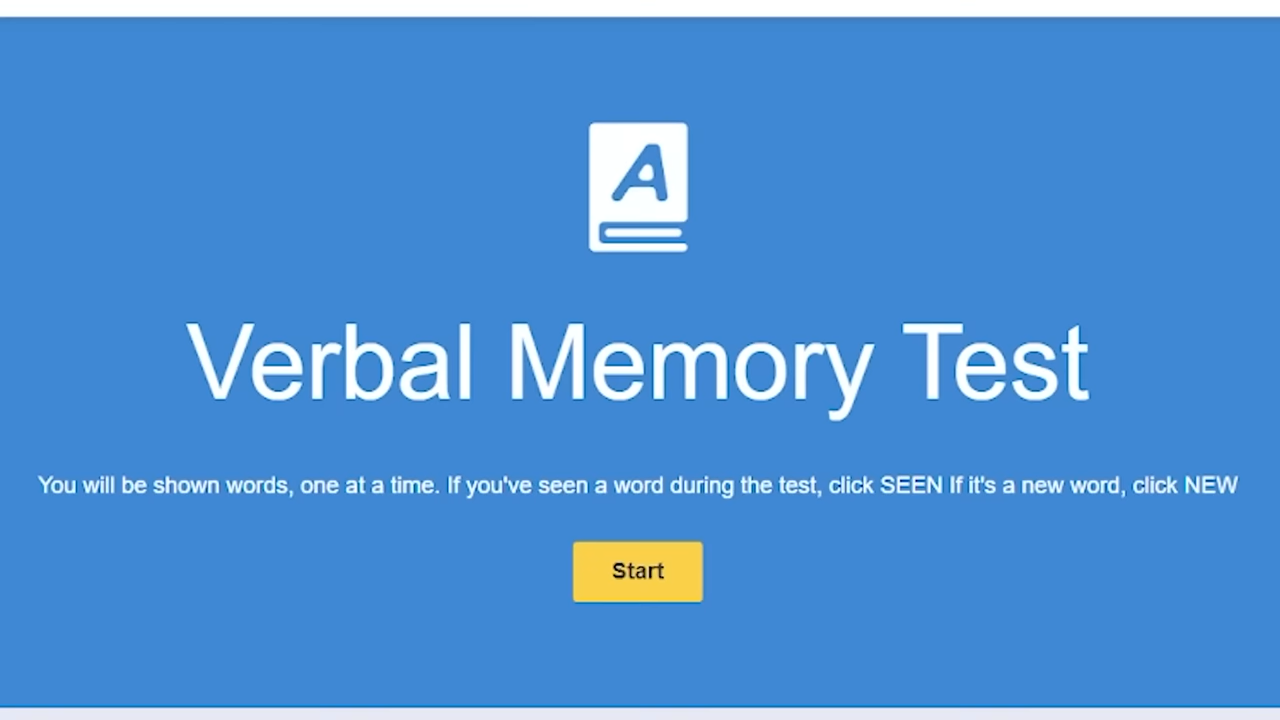 A
Verbal Memory Test
You will be shown words, one at a time. If you've seen a word during the test, click SEEN If it's a new word, click NEW
Start